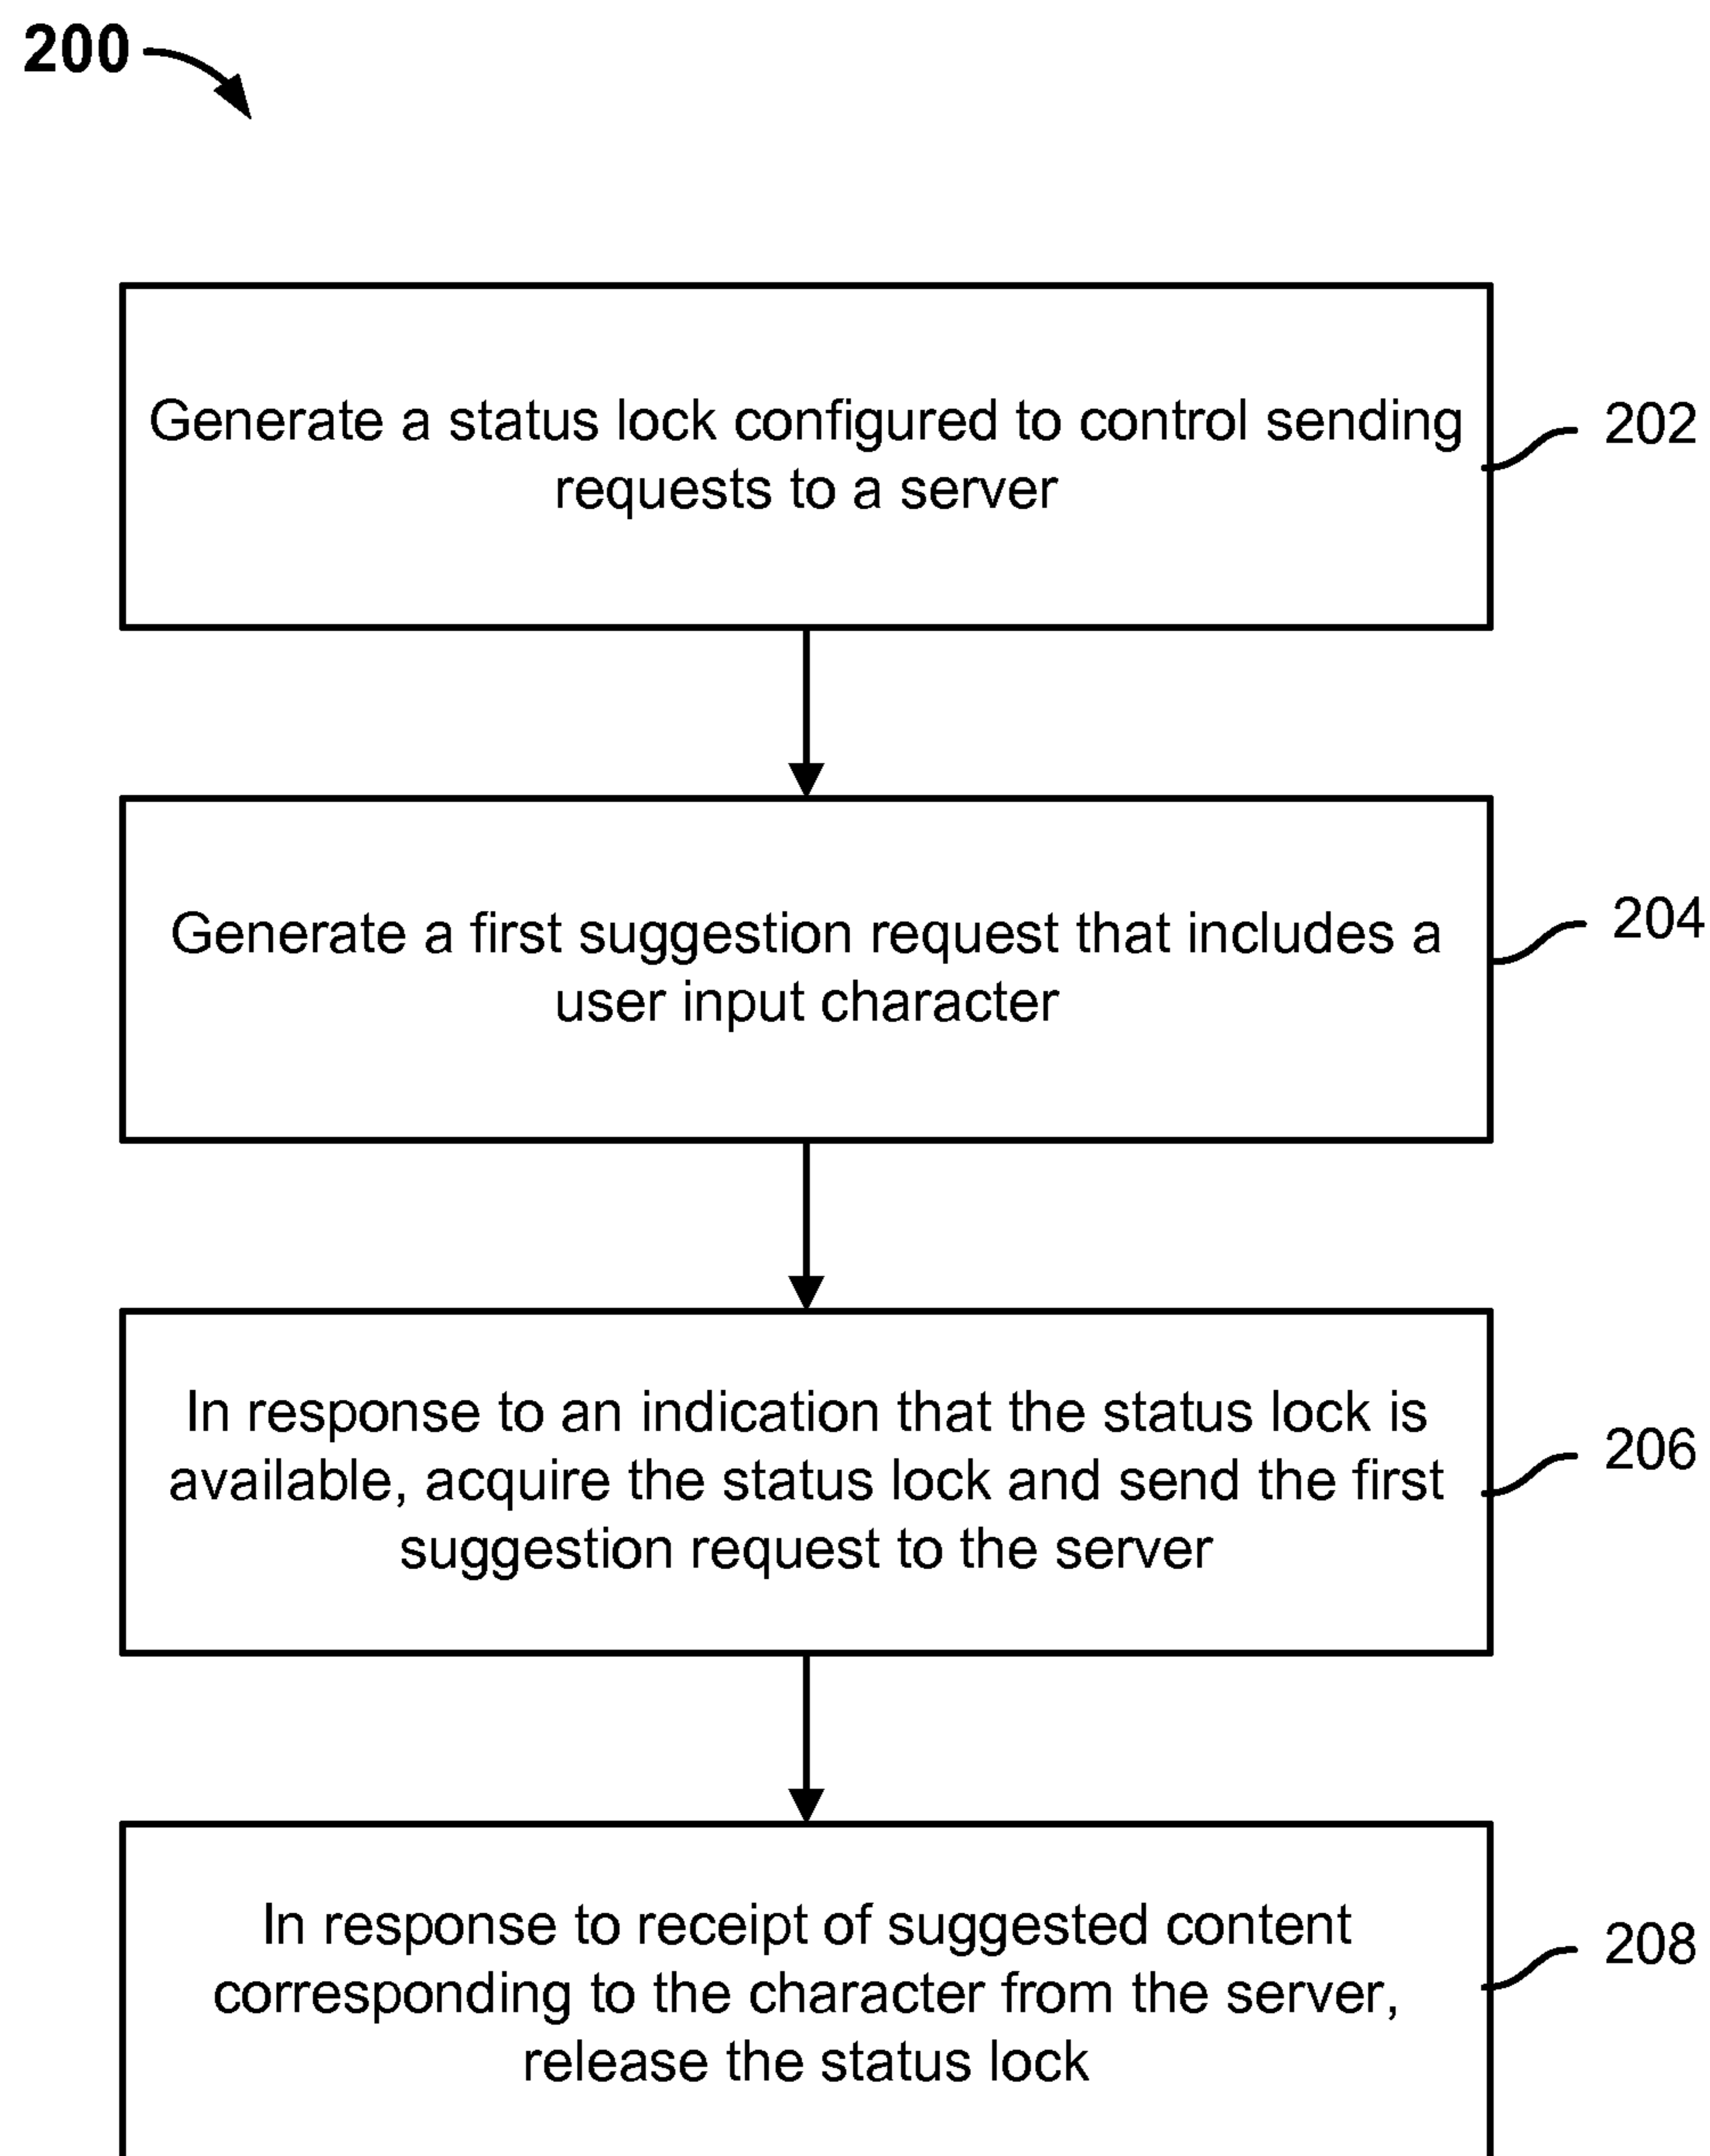 200
Generate a status lock configured to control sending
requests to a server
202
Generate a first suggestion request that includes a
user input character
204
In response to an indication that the status lock is
available, acquire the status lock and send the first
suggestion request to the server
206
In response to receipt of suggested content
corresponding to the character from the server,
release the status lock
208